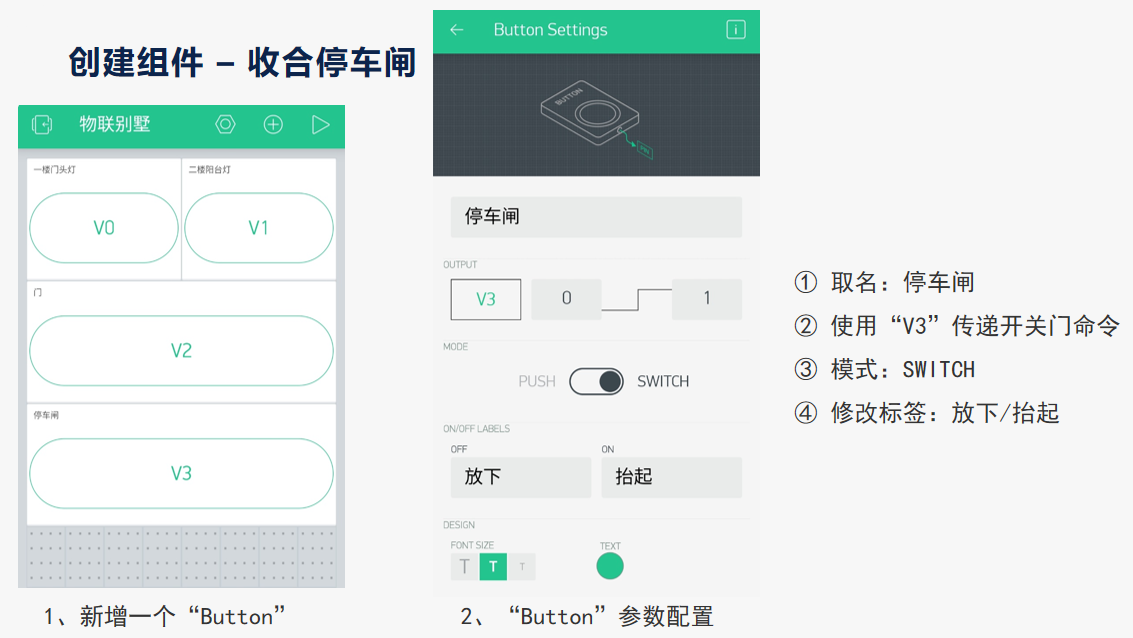 创建组件 – 收合停车闸
物联别墅
一楼门头灯
二楼阳台灯
V0
V1
门
V2
停车闸
V3
1、新增一个“Button”
Button Settings
i
BUTTON
停车闸
OUTPUT
V3
0
1
MODE
PUSH
SWITCH
ON/OFF LABELS
OFF
ON
放下
抬起
DESIGN
FONT SIZE
TEXT
T
T
T
2、“Button”参数配置
① 取名：停车闸
② 使用“V3”传递开关门命令
③ 模式：SWITCH
④ 修改标签：放下/抬起